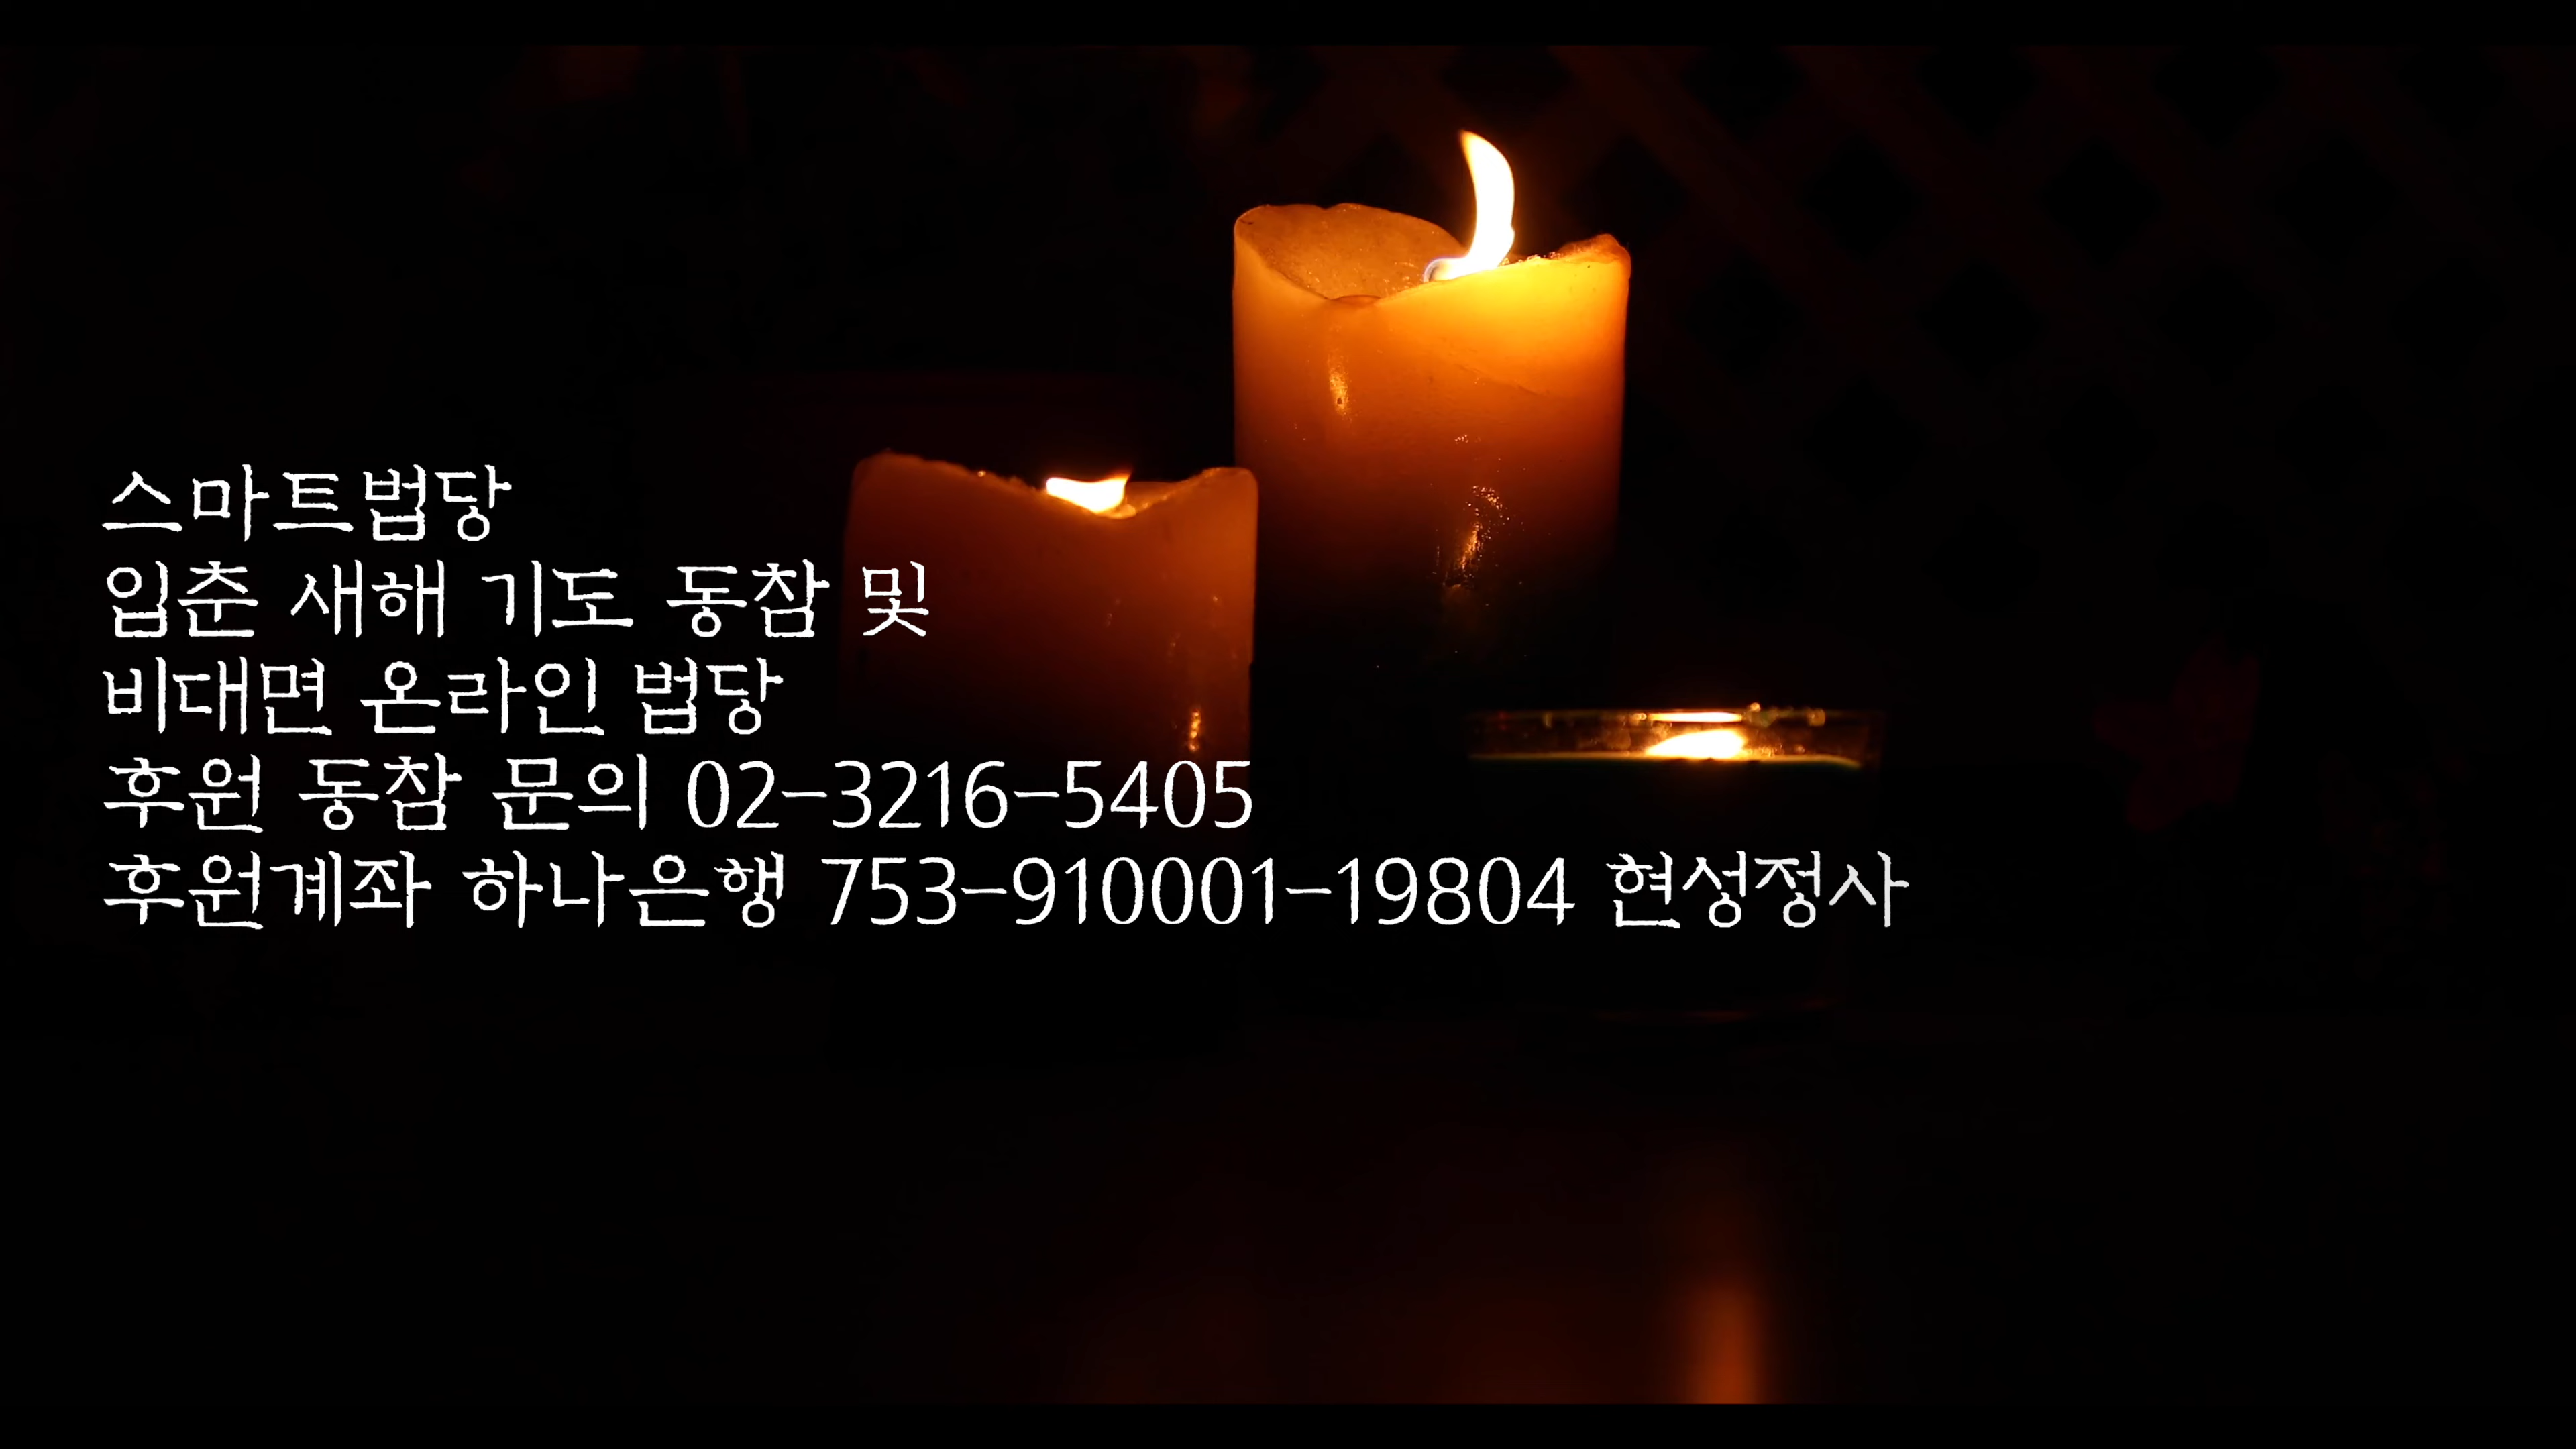 스마트법당
입춘 새해 기도 동참 및
비대면 온라인 법당
후원 동참 문의 02-3216-5405
후원계좌 하나은행 753-910001-19804 현성정사